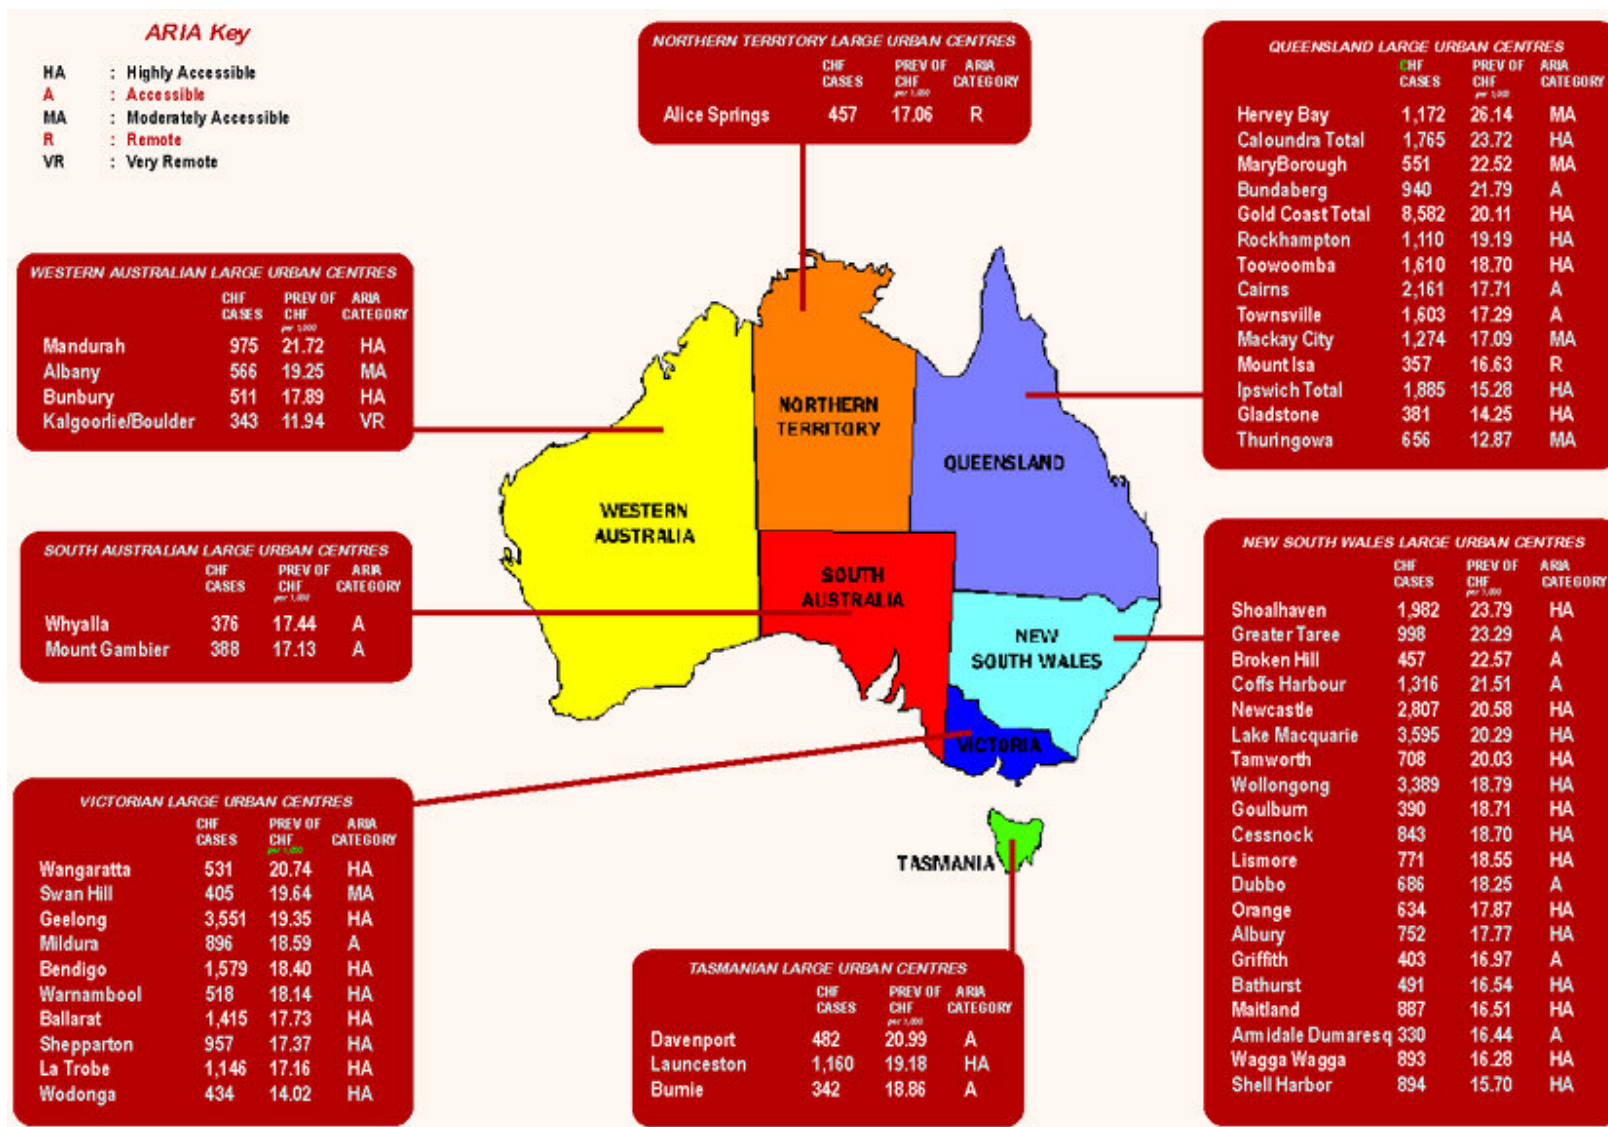 ARIA Key
HA : Highly Accessible
A : Accessible
MA : Moderately Accessible
R : Remote
VR : Very Remote
NORTHERN TERRITORY LARGE URBAN CENTRES
CHF CASES PREV OF CHF per 1,000 ARIA CATEGORY
Alice Springs 457 17.06 R
QUEENSLAND LARGE URBAN CENTRES
CHF CASES PREV OF CHF per 1,000 ARIA CATEGORY
Hervey Bay 1,172 26.14 MA
Caloundra Total 1,765 23.72 HA
MaryBorough 551 22.52 MA
Bundaberg 940 21.79 A
Gold Coast Total 8,582 20.11 HA
Rockhampton 1,110 19.19 HA
Toowoomba 1,610 18.70 HA
Cairns 2,161 17.71 A
Townsville 1,603 17.29 A
Mackay City 1,274 17.09 MA
Mount Isa 357 16.63 R
Ipswich Total 1,885 15.28 HA
Gladstone 381 14.25 HA
Thuringowa 656 12.87 MA
WESTERN AUSTRALIAN LARGE URBAN CENTRES
CHF CASES PREV OF CHF per 1,000 ARIA CATEGORY
Mandurah 975 21.72 HA
Albany 566 19.25 MA
Bunbury 511 17.89 HA
Kalgoorlie/Boulder 343 11.94 VR
NORTHERN TERRITORY
QUEENSLAND
WESTERN AUSTRALIA
SOUTH AUSTRALIA
NEW SOUTH WALES
VICTORIA
TASMANIA
SOUTH AUSTRALIAN LARGE URBAN CENTRES
CHF CASES PREV OF CHF per 1,000 ARIA CATEGORY
Whyalla 376 17.44 A
Mount Gambier 388 17.13 A
NEW SOUTH WALES LARGE URBAN CENTRES
CHF CASES PREV OF CHF per 1,000 ARIA CATEGORY
Shoalhaven 1,982 23.79 HA
Greater Taree 998 23.29 A
Broken Hill 457 22.57 A
Coffs Harbour 1,316 21.51 A
Newcastle 2,807 20.58 HA
Lake Macquarie 3,595 20.29 HA
Tamworth 708 20.03 HA
Wollongong 3,389 18.79 HA
Goulburn 390 18.71 HA
Cessnock 843 18.70 HA
Lismore 771 18.55 HA
Dubbo 686 18.25 A
Orange 634 17.87 HA
Albury 752 17.77 HA
Griffith 403 16.97 A
Bathurst 491 16.54 HA
Maitland 887 16.51 HA
Armidale Dumaresq 330 16.44 A
Wagga Wagga 893 16.28 HA
Shell Harbor 894 15.70 HA
VICTORIAN LARGE URBAN CENTRES
CHF CASES PREV OF CHF per 1,000 ARIA CATEGORY
Wangaratta 531 20.74 HA
Swan Hill 405 19.64 MA
Geelong 3,551 19.35 HA
Mildura 896 18.59 A
Bendigo 1,579 18.40 HA
Warnambool 518 18.14 HA
Ballarat 1,415 17.73 HA
Shepparton 957 17.37 HA
La Trobe 1,146 17.16 HA
Wodonga 434 14.02 HA
TASMANIAN LARGE URBAN CENTRES
CHF CASES PREV OF CHF per 1,000 ARIA CATEGORY
Davenport 482 20.99 A
Launceston 1,160 19.18 HA
Burnie 342 18.86 A